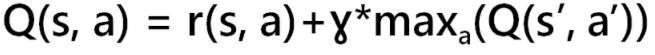 Q(s, a) = r(s, a)+ɣ*maxₐ(Q(s′, a′))